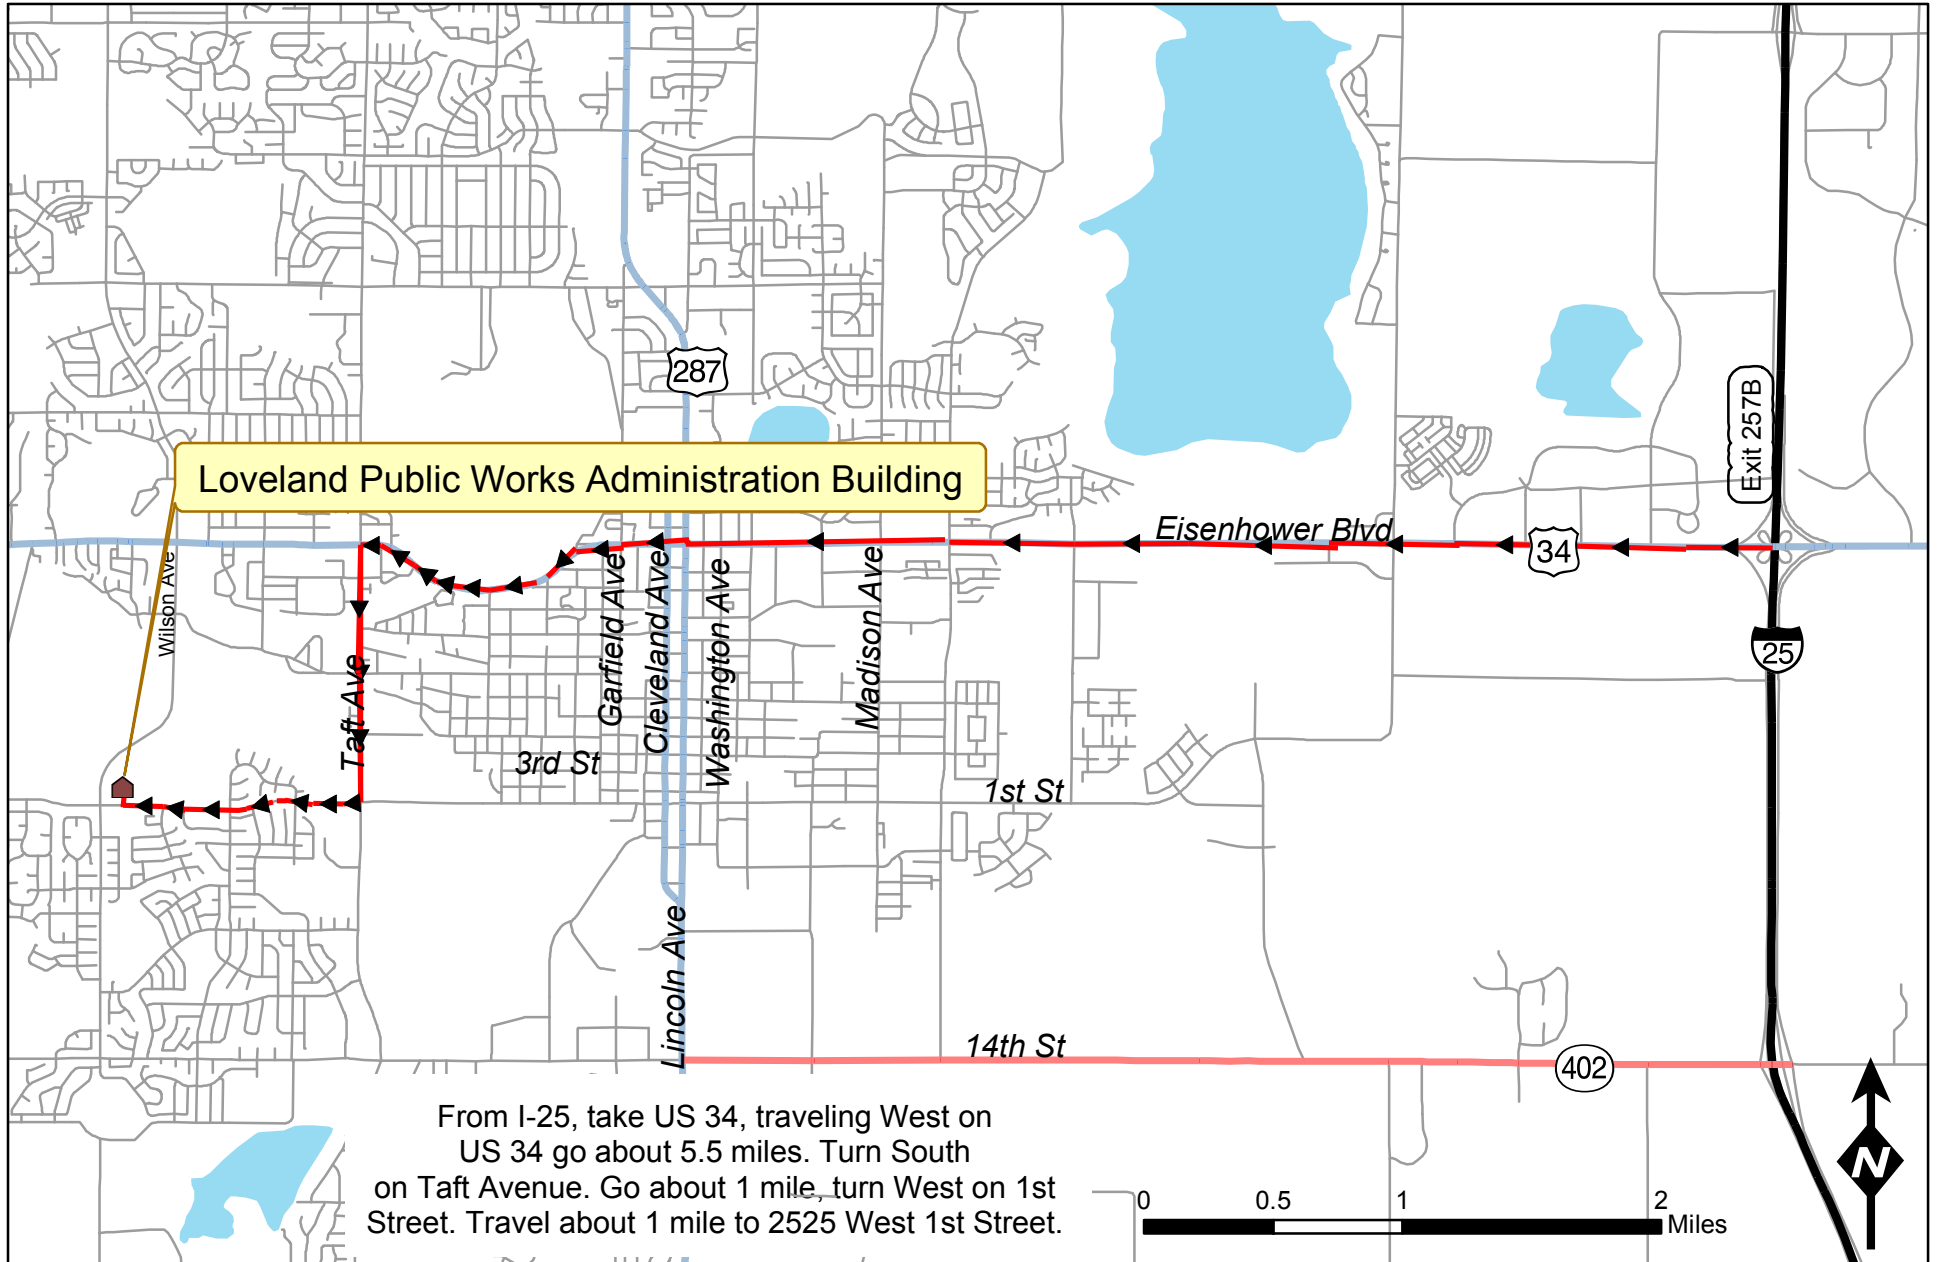 287
Exit 257B
Loveland Public Works Administration Building
Eisenhower Blvd
34
Wilson Ave
Taft Ave
Garfield Ave
Cleveland Ave
Washington Ave
Madison Ave
25
3rd St
1st St
Lincoln Ave
14th St
402
From I-25, take US 34, traveling West on
US 34 go about 5.5 miles. Turn South
on Taft Avenue. Go about 1 mile, turn West on 1st
Street. Travel about 1 mile to 2525 West 1st Street.
0 0.5 1 2
Miles
N